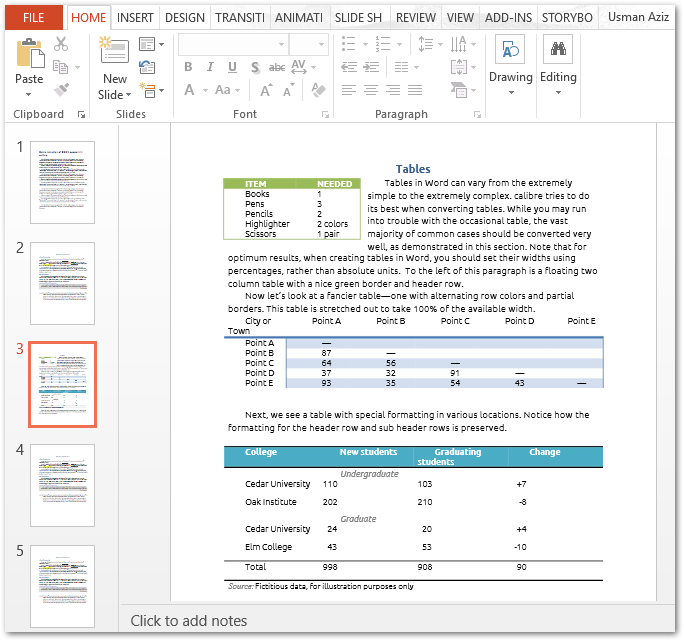 FILE HOME INSERT DESIGN TRANSITI ANIMATI SLIDE SH REVIEW VIEW ADD-INS STORYBO Usman Aziz
Paste
New
Slide
B I U S abc AV
A Aa A A
Drawing
Editing
Clipboard Slides Font Paragraph
1
2
3
4
5
Tables
ITEM NEEDED
Books 1
Pens 3
Pencils 2
Highlighter 2 colors
Scissors 1 pair
Tables in Word can vary from the extremely
simple to the extremely complex. calibre tries to do
its best when converting tables. While you may run
into trouble with the occasional table, the vast
majority of common cases should be converted very
well, as demonstrated in this section. Note that for
optimum results, when creating tables in Word, you should set their widths using
percentages, rather than absolute units. To the left of this paragraph is a floating two
column table with a nice green border and header row.
Now let's look at a fancier table—one with alternating row colors and partial
borders. This table is stretched out to take 100% of the available width.
City or Point A Point B Point C Point D Point E
Town
Point A —
Point B 87 —
Point C 64 56 —
Point D 37 32 91 —
Point E 93 35 54 43 —
Next, we see a table with special formatting in various locations. Notice how the
formatting for the header row and sub header rows is preserved.
College New students Graduating Change
students
Undergraduate
Cedar University 110 103 +7
Oak Institute 202 210 -8
Graduate
Cedar University 24 20 +4
Elm College 43 53 -10
Total 998 908 90
Source: Fictitious data, for illustration purposes only
Click to add notes